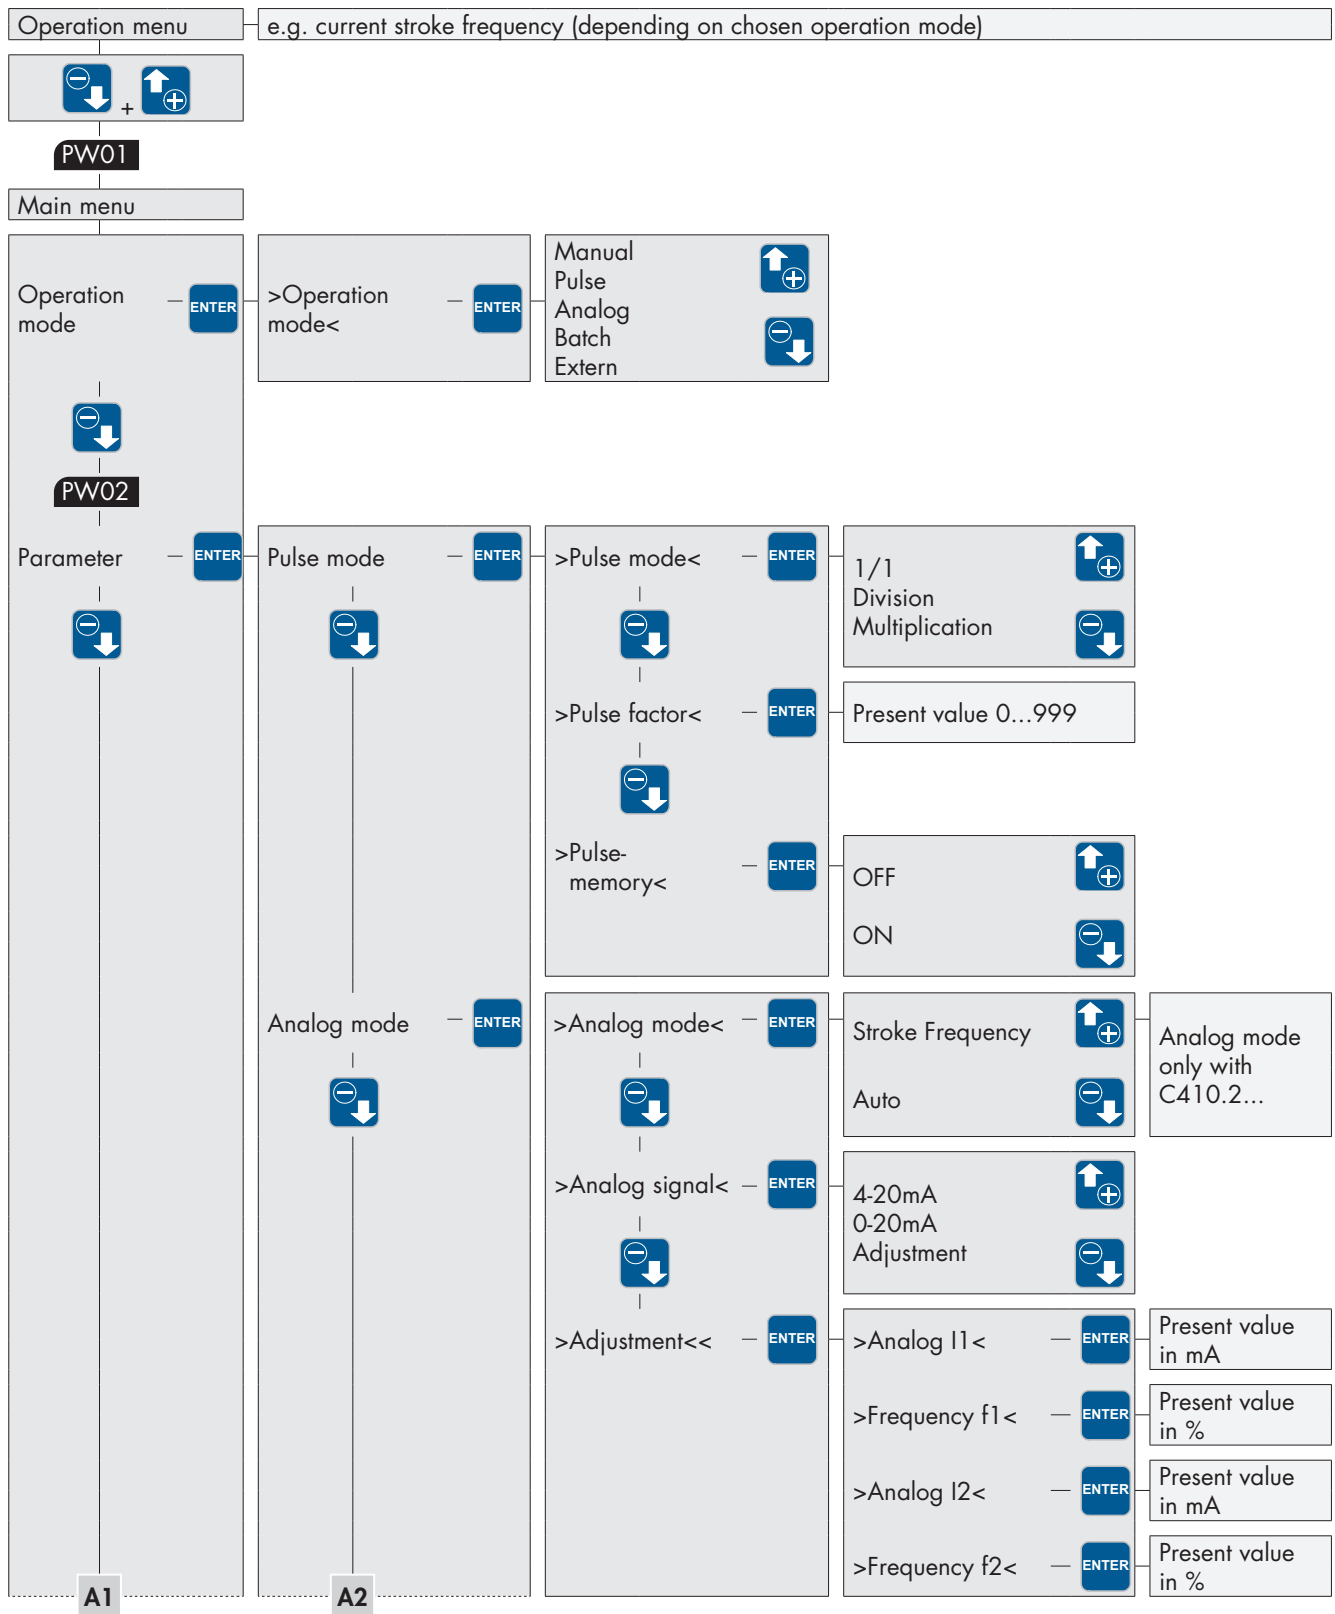 Operation menu
e.g. current stroke frequency (depending on chosen operation mode)
+
PW01
Main menu
Operation
mode
ENTER
>Operation
mode<
ENTER
Manual
Pulse
Analog
Batch
Extern
PW02
Parameter
ENTER
Pulse mode
ENTER
>Pulse mode<
ENTER
1/1
Division
Multiplication
>Pulse factor<
ENTER
Present value 0...999
>Pulse-
memory<
ENTER
OFF
ON
Analog mode
ENTER
>Analog mode<
ENTER
Stroke Frequency
Auto
Analog mode
only with
C410.2...
>Analog signal<
ENTER
4-20mA
0-20mA
Adjustment
>Adjustment<<
ENTER
>Analog I1<
ENTER
Present value
in mA
>Frequency f1<
ENTER
Present value
in %
>Analog I2<
ENTER
Present value
in mA
>Frequency f2<
ENTER
Present value
in %
A1
A2